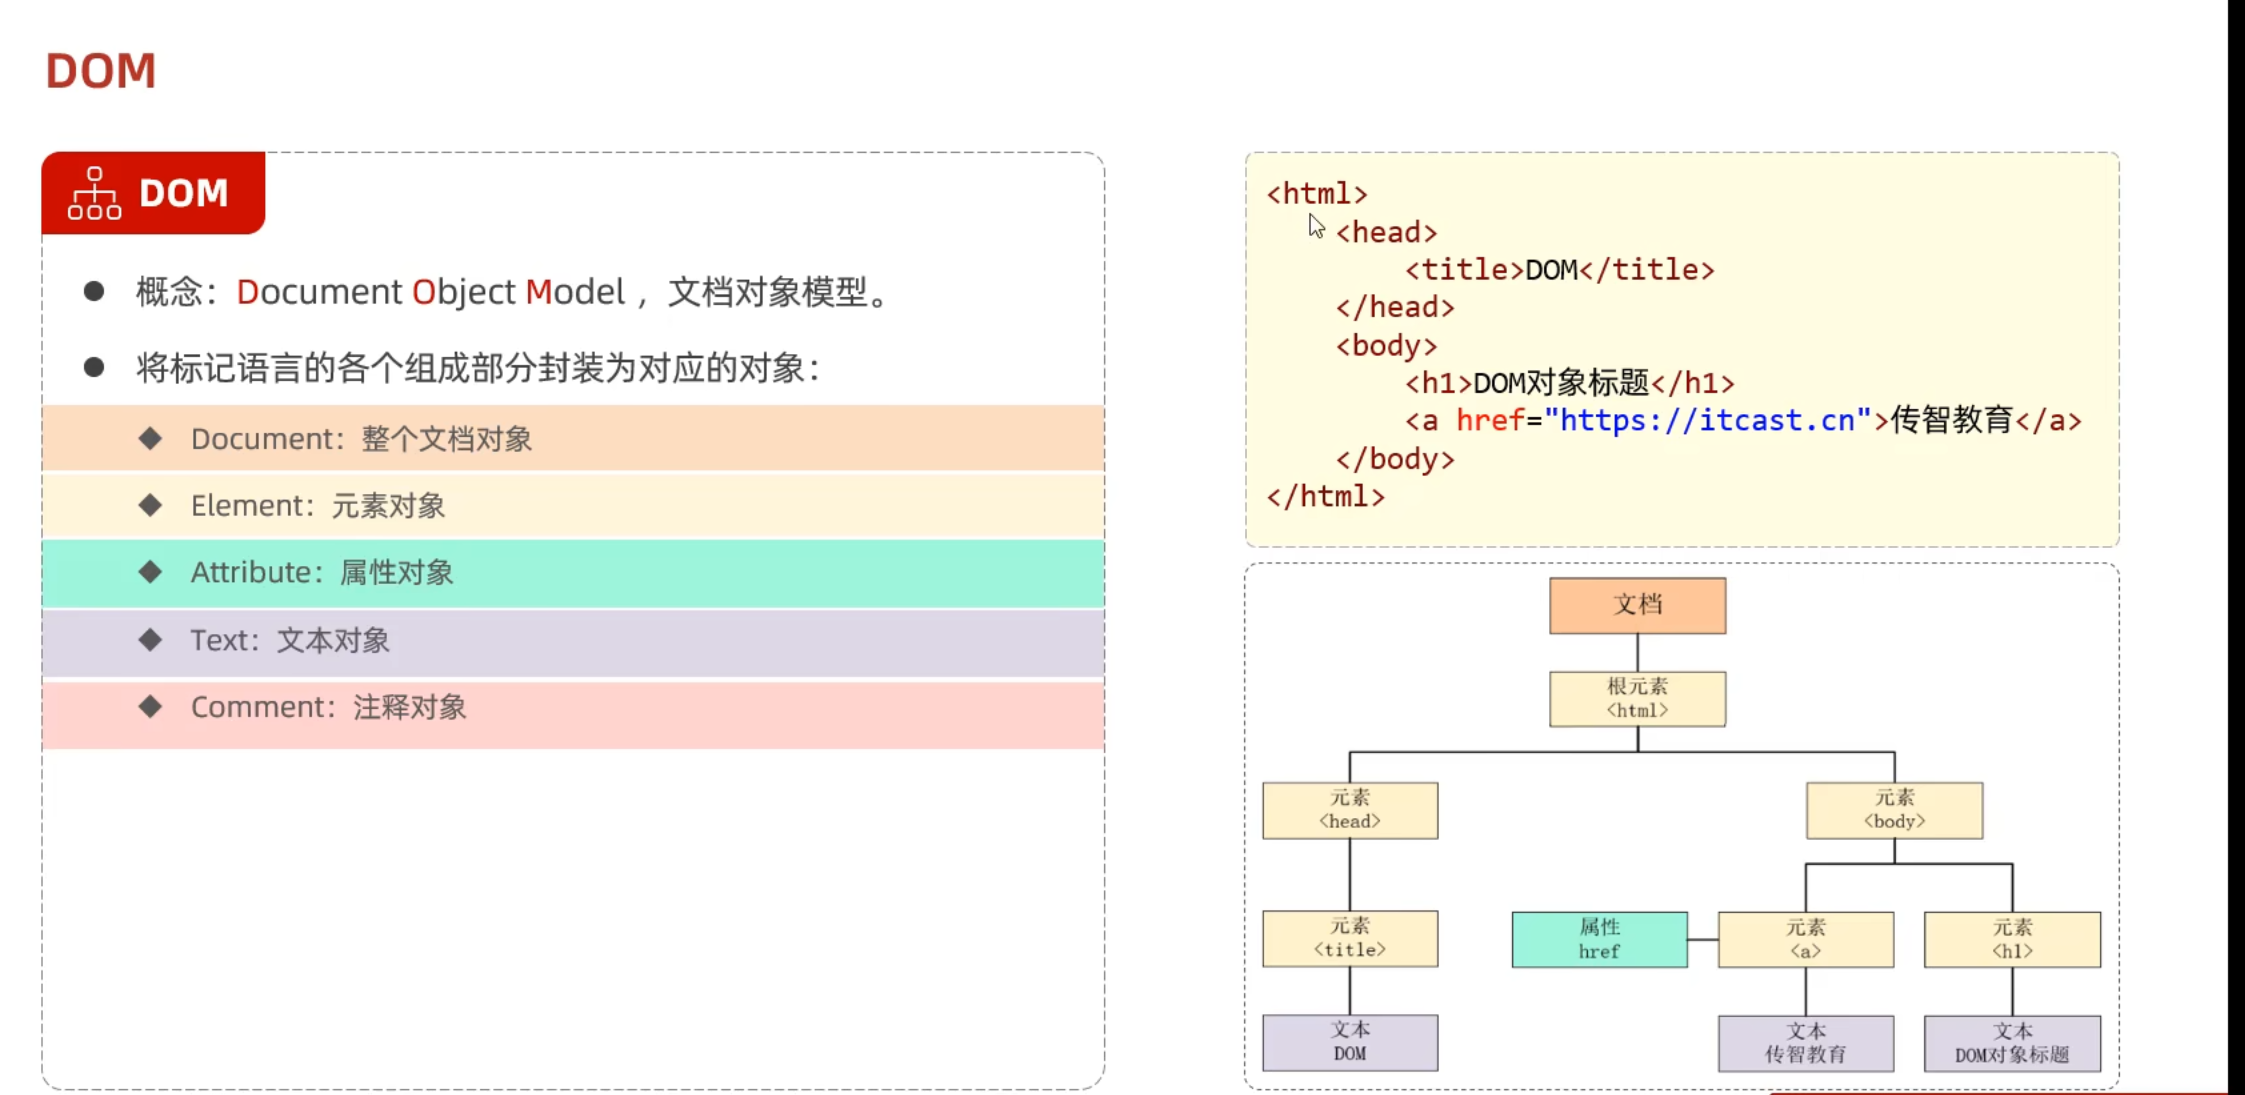 DOM
DOM
概念：Document Object Model ，文档对象模型。
将标记语言的各个组成部分封装为对应的对象：
Document：整个文档对象
Element：元素对象
Attribute：属性对象
Text：文本对象
Comment：注释对象
<html>
<head>
<title>DOM</title>
</head>
<body>
<h1>DOM对象标题</h1>
<a href="https://itcast.cn">传智教育</a>
</body>
</html>
文档
根元素
<html>
元素
<head>
元素
<body>
元素
<title>
属性
href
元素
<a>
元素
<h1>
文本
DOM
文本
传智教育
文本
DOM对象标题